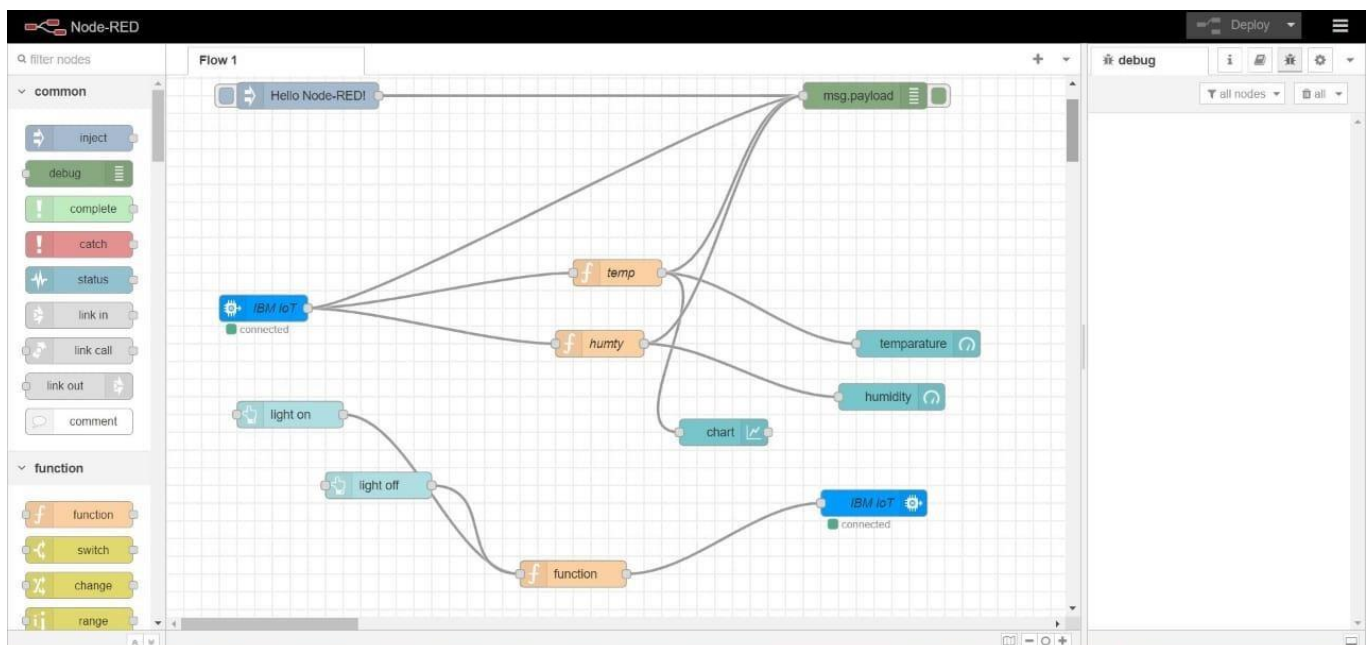 Node-RED
Deploy
filter nodes
Flow 1
debug
i
all nodes
all
common
inject
debug
complete
catch
status
link in
link call
link out
comment
function
function
switch
change
range
Hello Node-RED!
msg.payload
temp
IBM IoT
connected
humty
temparature
humidity
light on
chart
light off
IBM IoT
connected
function